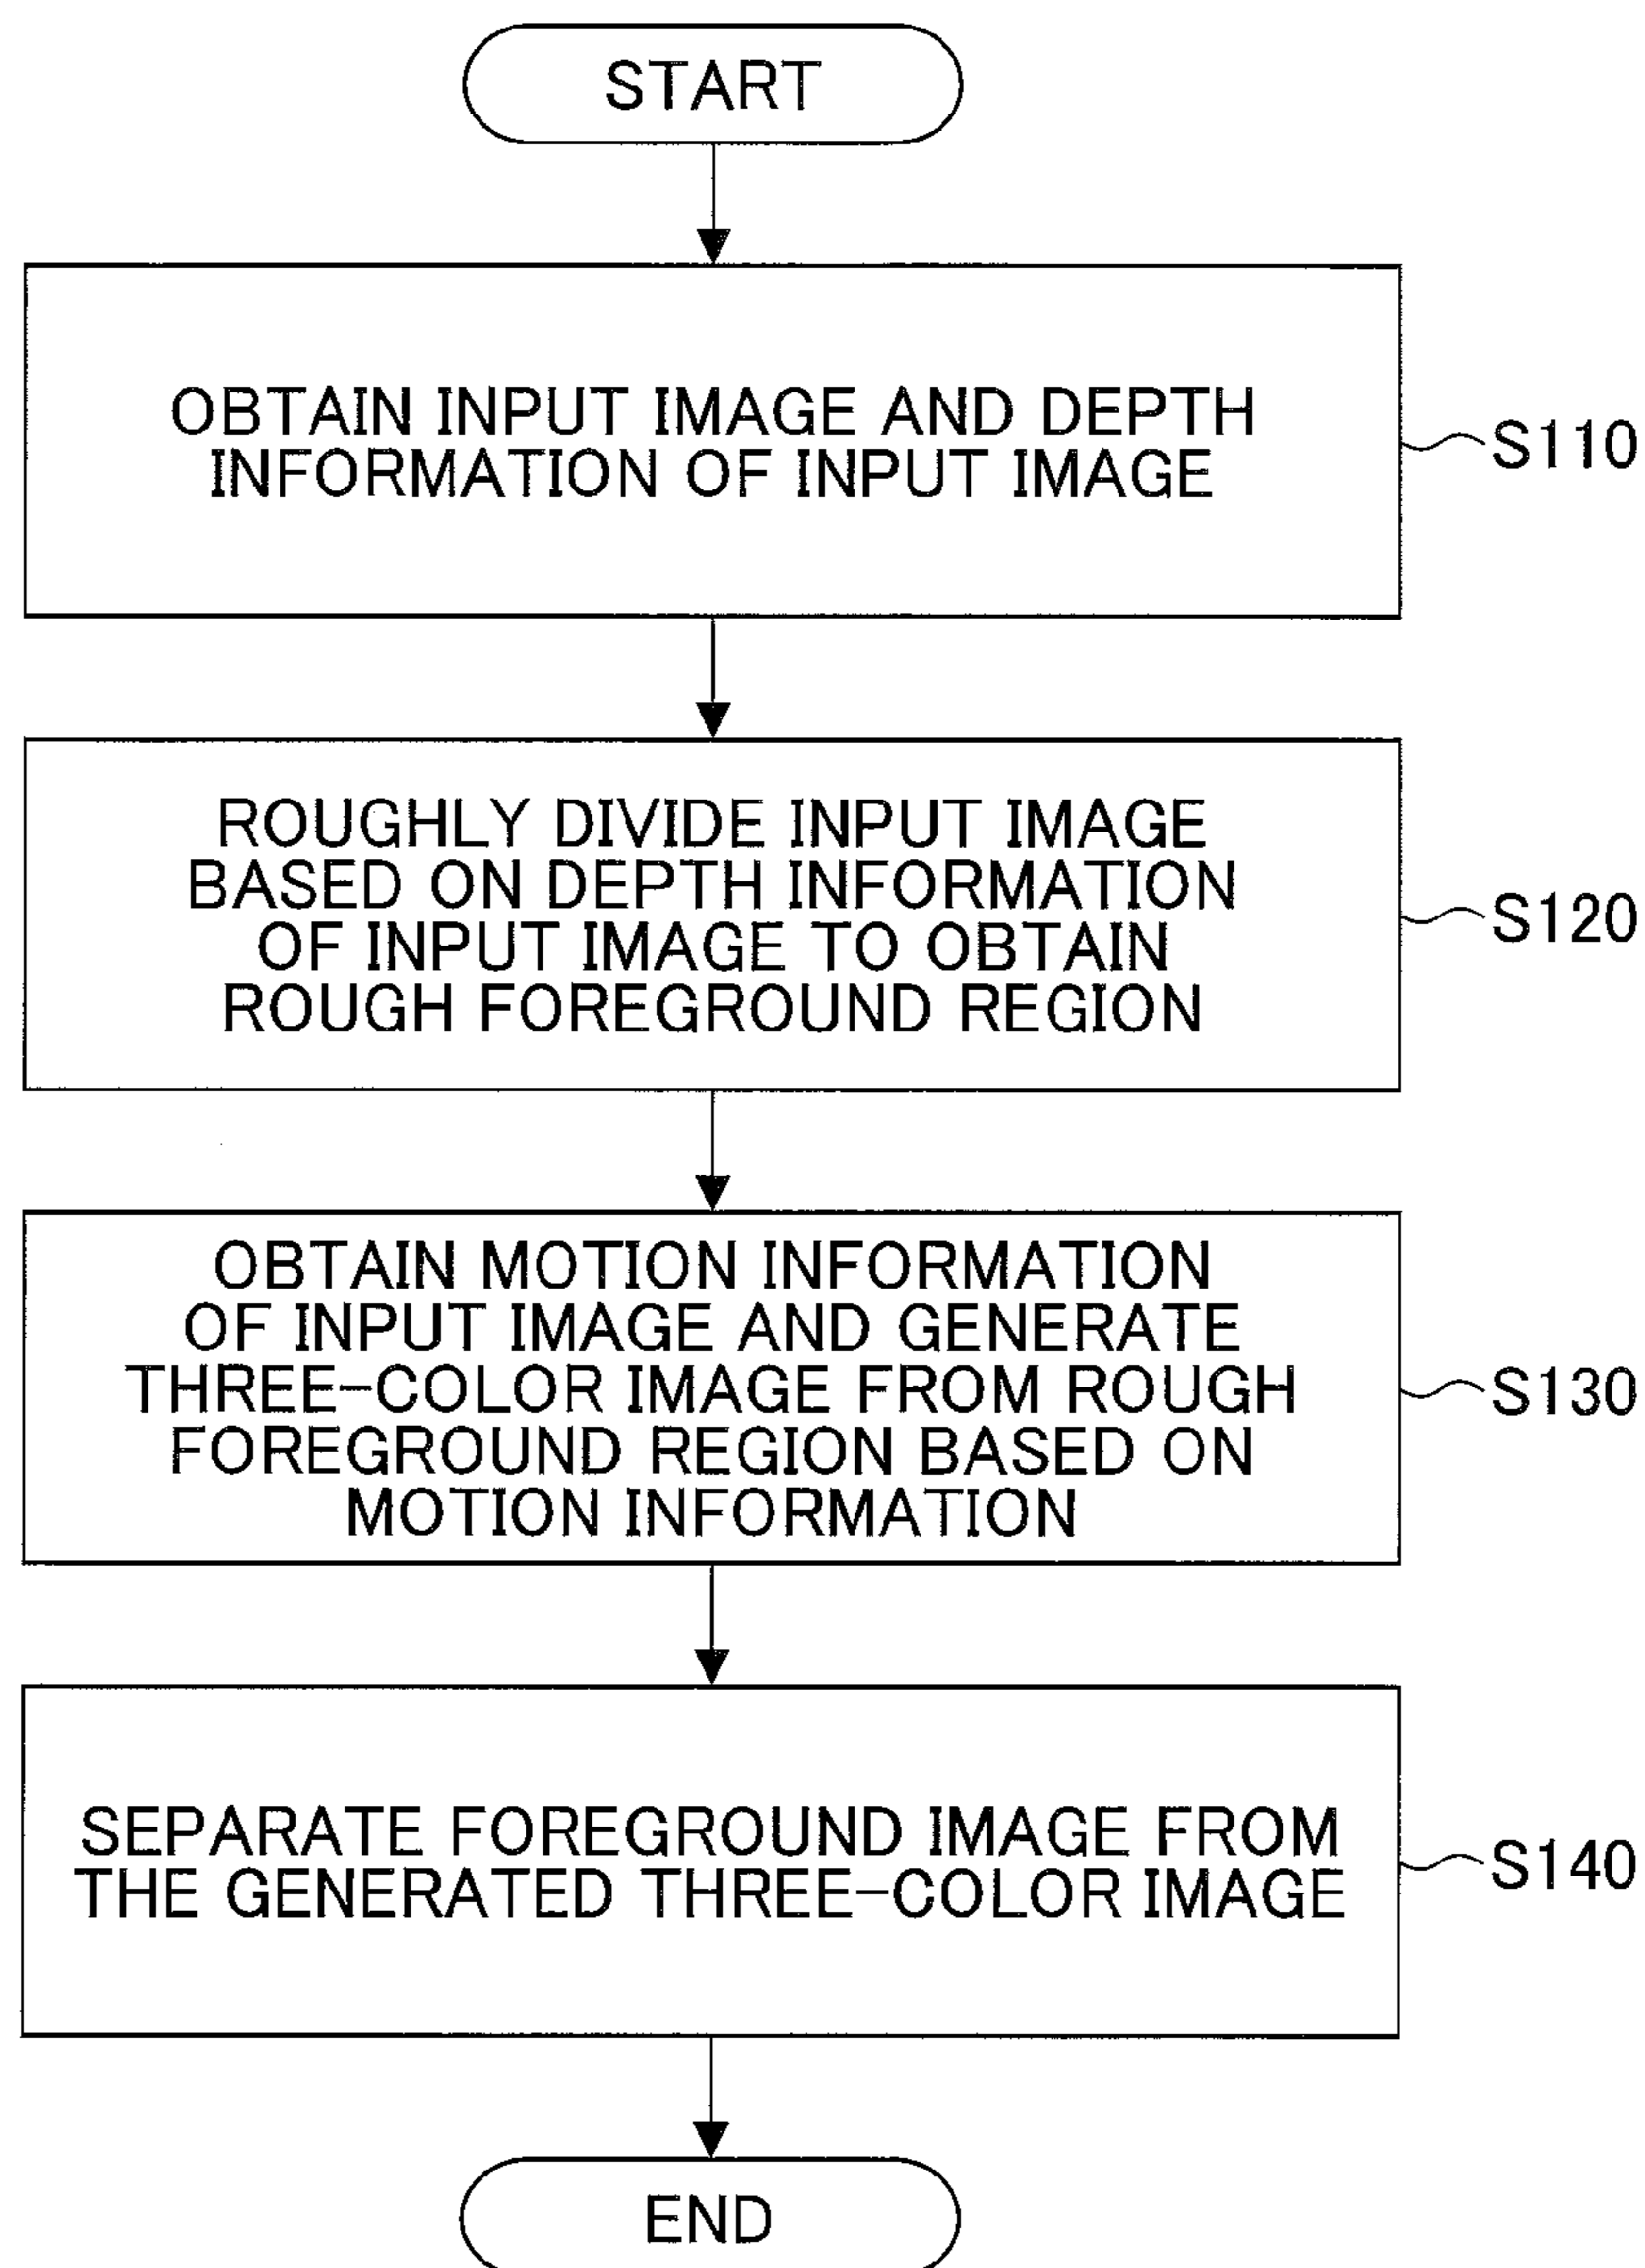 START
OBTAIN INPUT IMAGE AND DEPTH
INFORMATION OF INPUT IMAGE
S110
ROUGHLY DIVIDE INPUT IMAGE
BASED ON DEPTH INFORMATION
OF INPUT IMAGE TO OBTAIN
ROUGH FOREGROUND REGION
S120
OBTAIN MOTION INFORMATION
OF INPUT IMAGE AND GENERATE
THREE-COLOR IMAGE FROM ROUGH
FOREGROUND REGION BASED ON
MOTION INFORMATION
S130
SEPARATE FOREGROUND IMAGE FROM
THE GENERATED THREE-COLOR IMAGE
S140
END